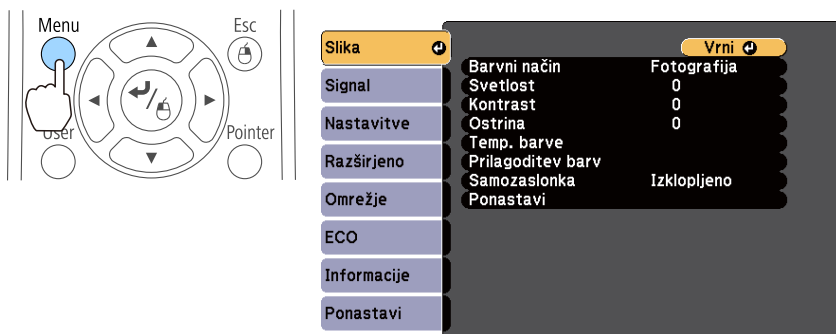 Menu
Esc
User
Pointer
Slika
Signal
Nastavitve
Razširjeno
Omrežje
ECO
Informacije
Ponastavi
Vrni
Barvni način Fotografija
Svetlost 0
Kontrast 0
Ostrina 0
Temp. barve
Prilagoditev barv
Samozaslonka Izklopljeno
Ponastavi